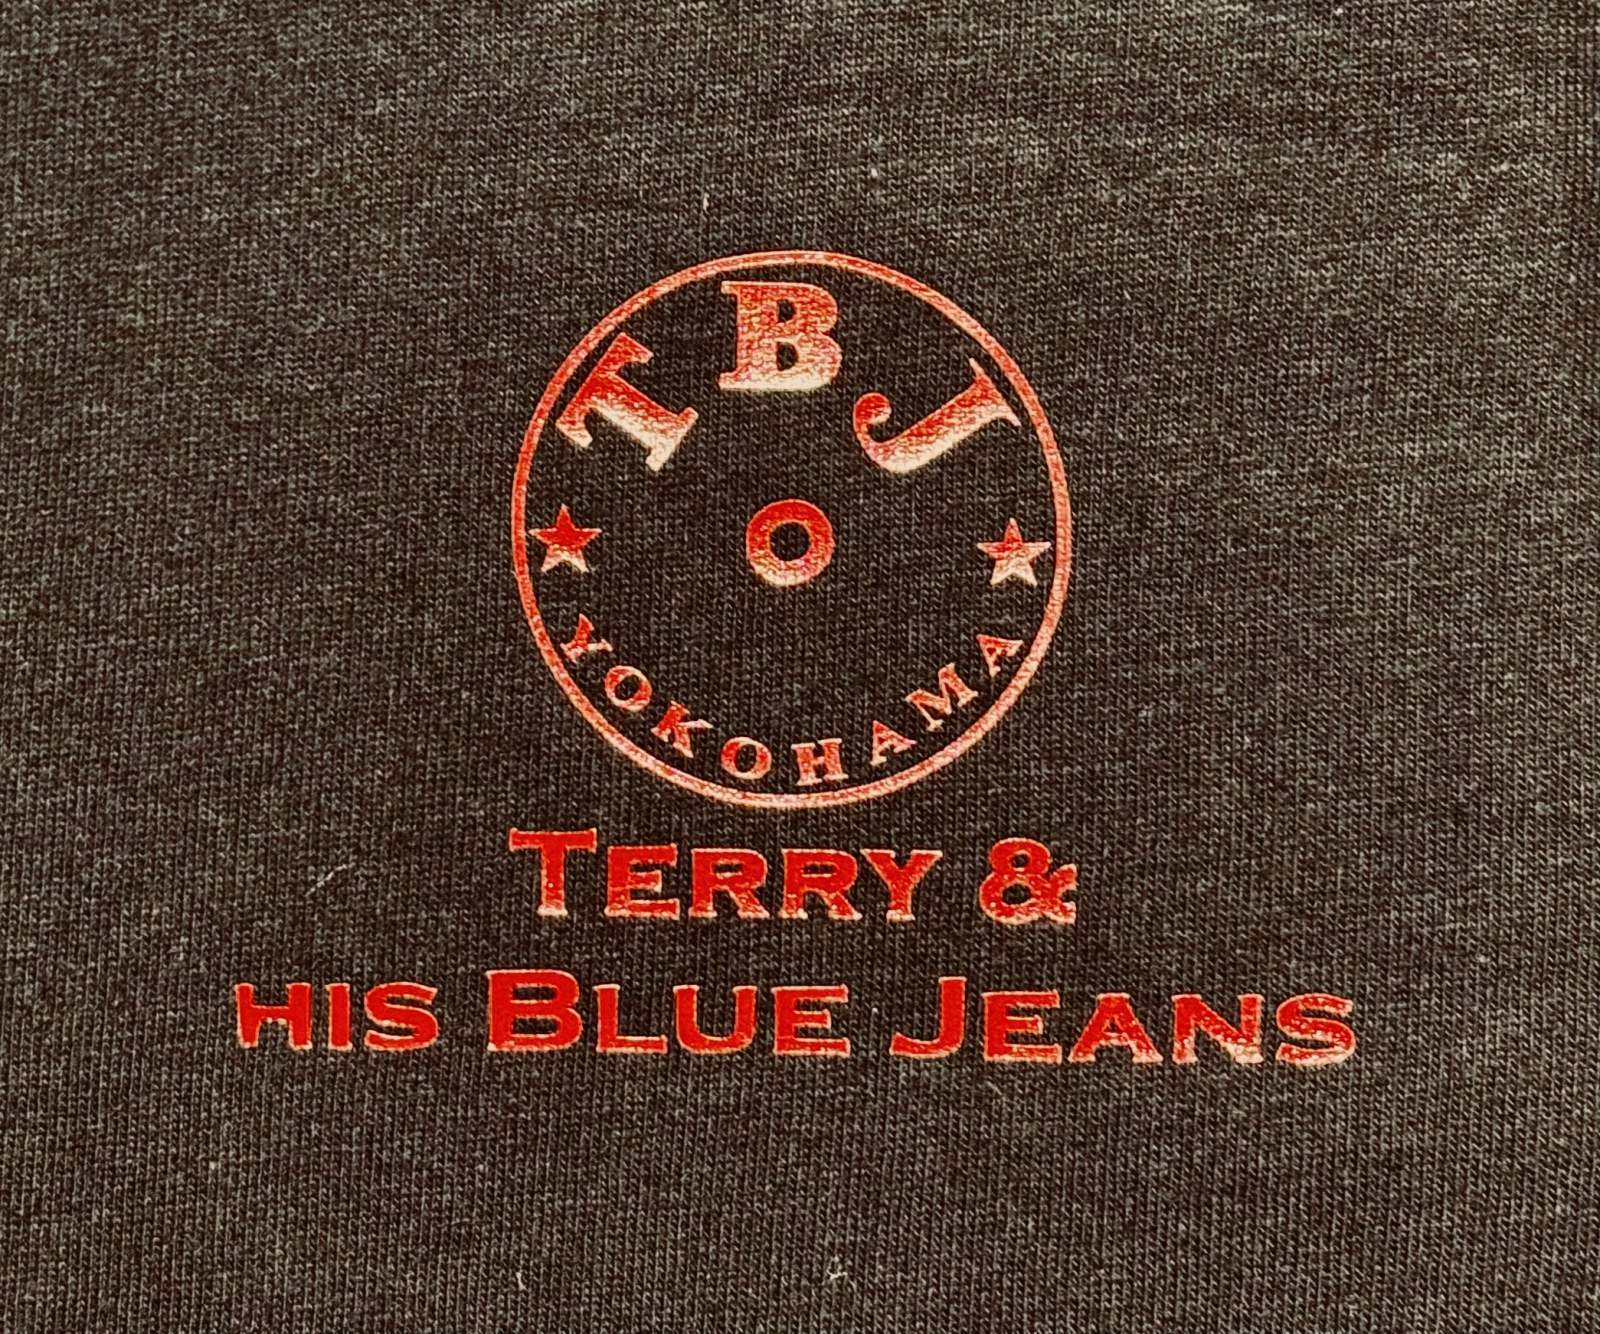 TBJ
YOKOHAMA
TERRY &
HIS BLUE JEANS